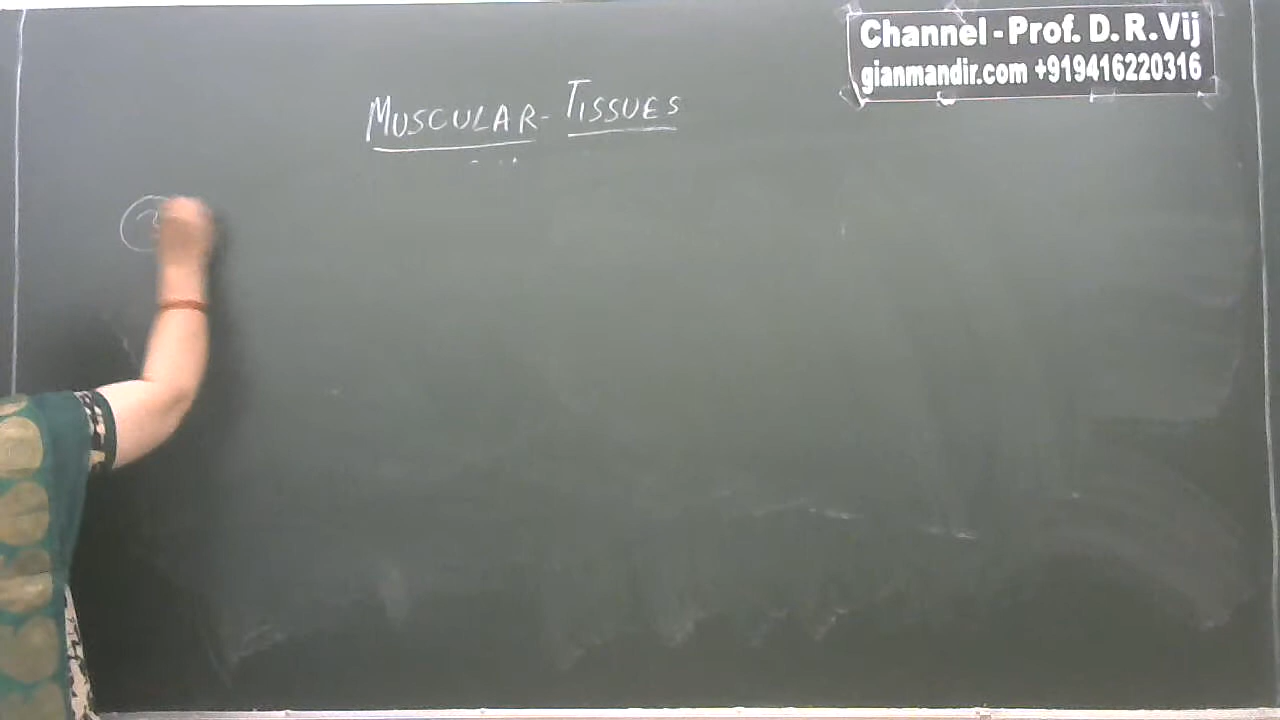 Channel - Prof. D. R. Vij
gianmandir.com +919416220316
MUSCULAR - TISSUES